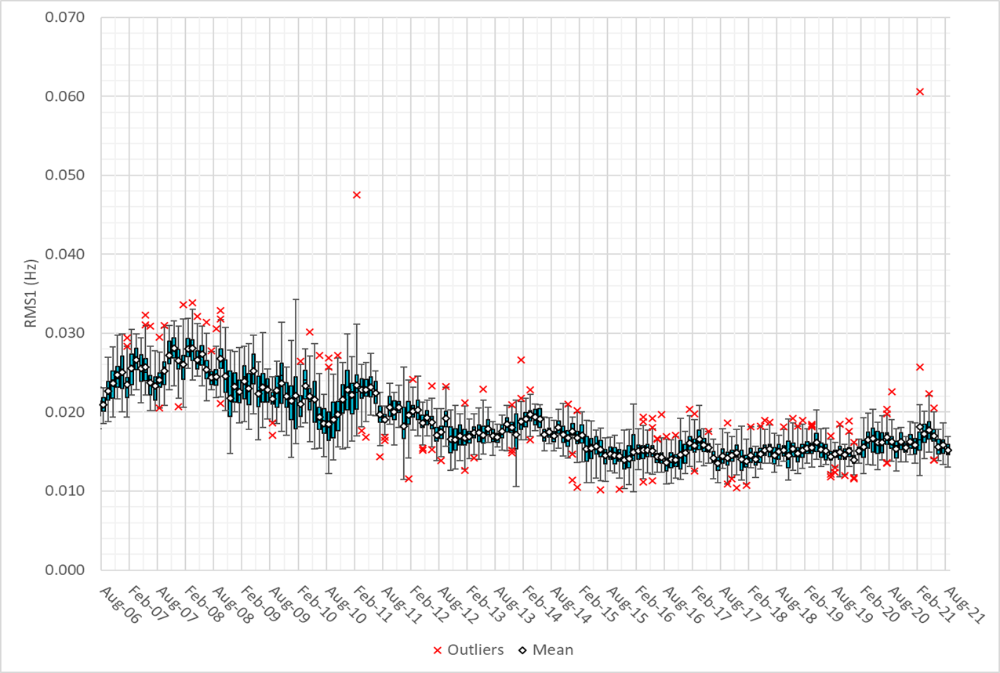 0.070
0.060
0.050
0.040
0.030
0.020
0.010
0.000
RMS1 (Hz)
Aug-06
Feb-07
Aug-07
Feb-08
Aug-08
Feb-09
Aug-09
Feb-10
Aug-10
Feb-11
Aug-11
Feb-12
Aug-12
Feb-13
Aug-13
Feb-14
Aug-14
Feb-15
Aug-15
Feb-16
Aug-16
Feb-17
Aug-17
Feb-18
Aug-18
Feb-19
Aug-19
Feb-20
Aug-20
Feb-21
Aug-21
Outliers Mean